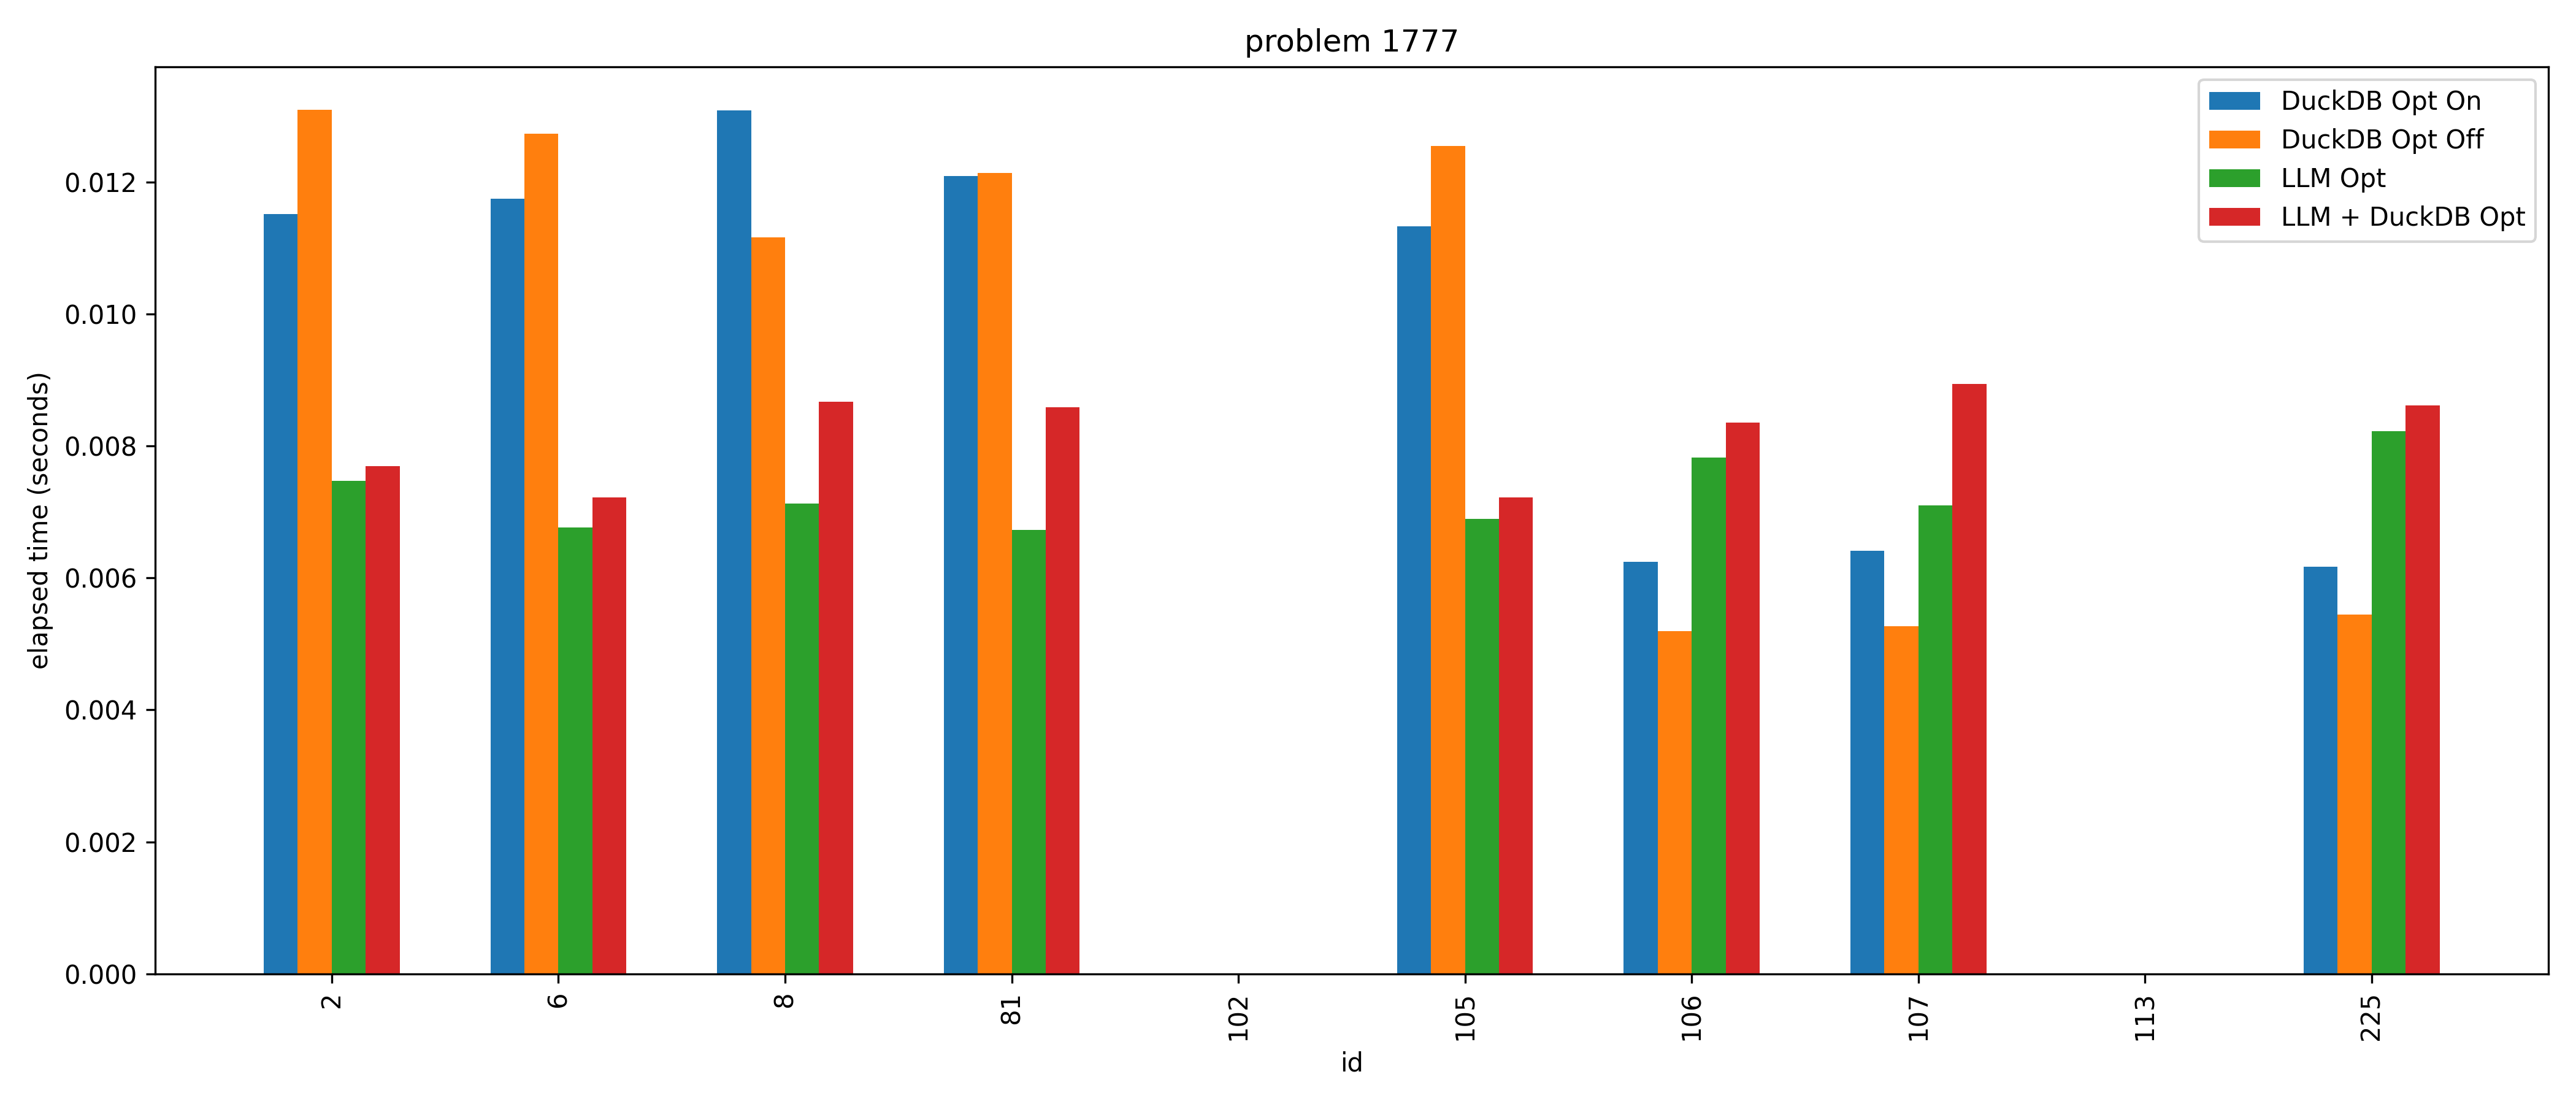 problem 1777
DuckDB Opt On
DuckDB Opt Off
LLM Opt
LLM + DuckDB Opt
elapsed time (seconds)
0.012
0.010
0.008
0.006
0.004
0.002
0.000
2
6
8
81
102
105
106
107
113
225
id